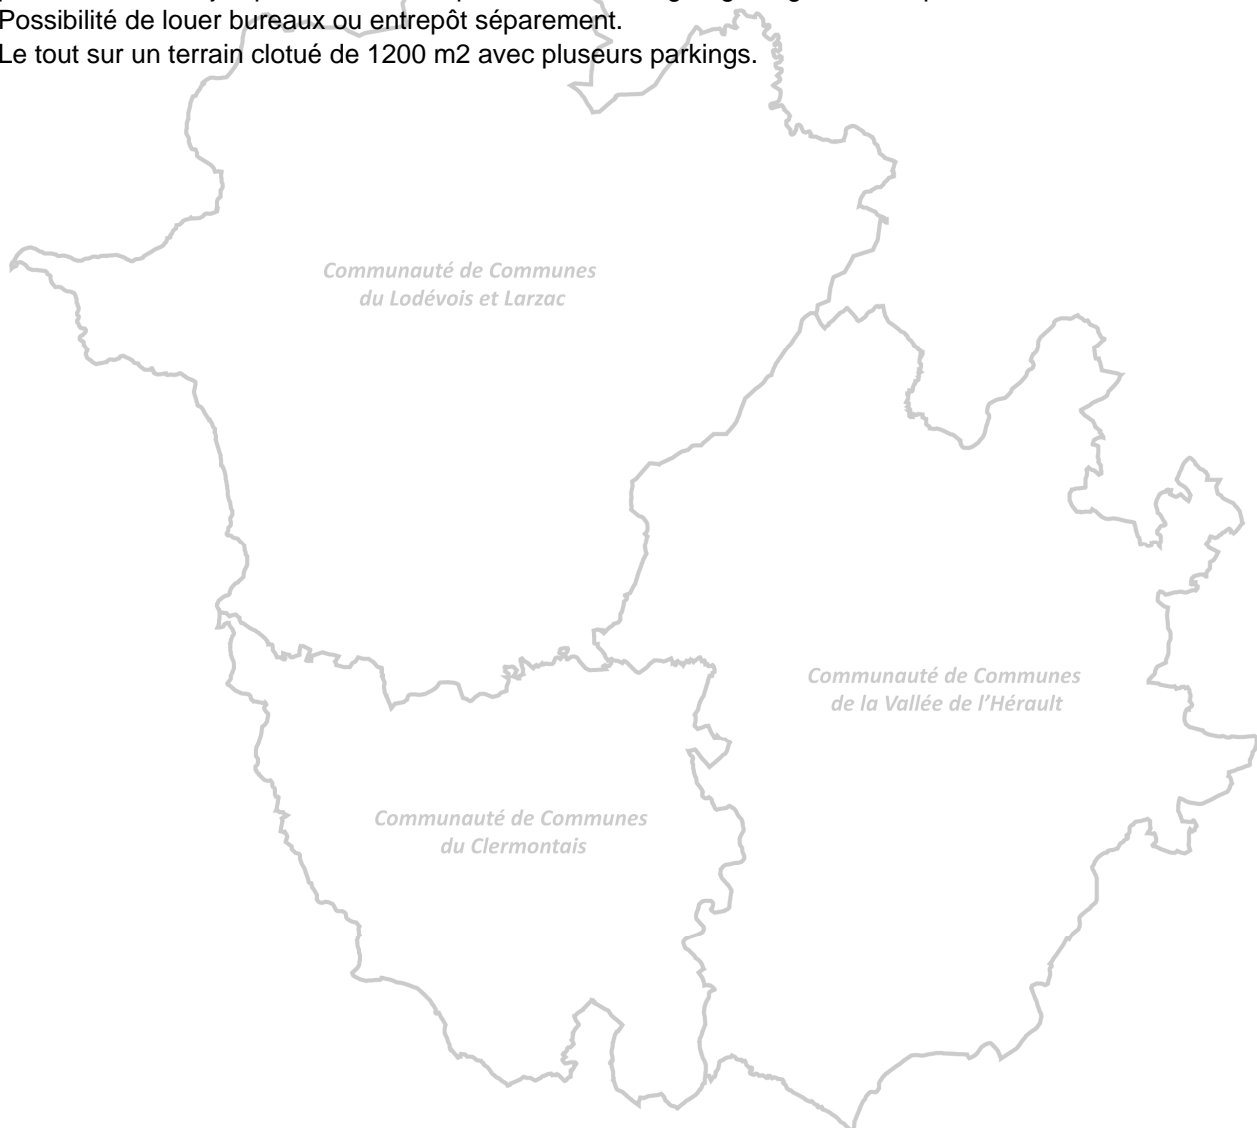 Possibilité de louer bureaux ou entrepôt séparement.
Le tout sur un terrain clotué de 1200 m2 avec pluseurs parkings.
Communauté de Communes
du Lodévois et Larzac
Communauté de Communes
de la Vallée de l'Hérault
Communauté de Communes
du Clermontais